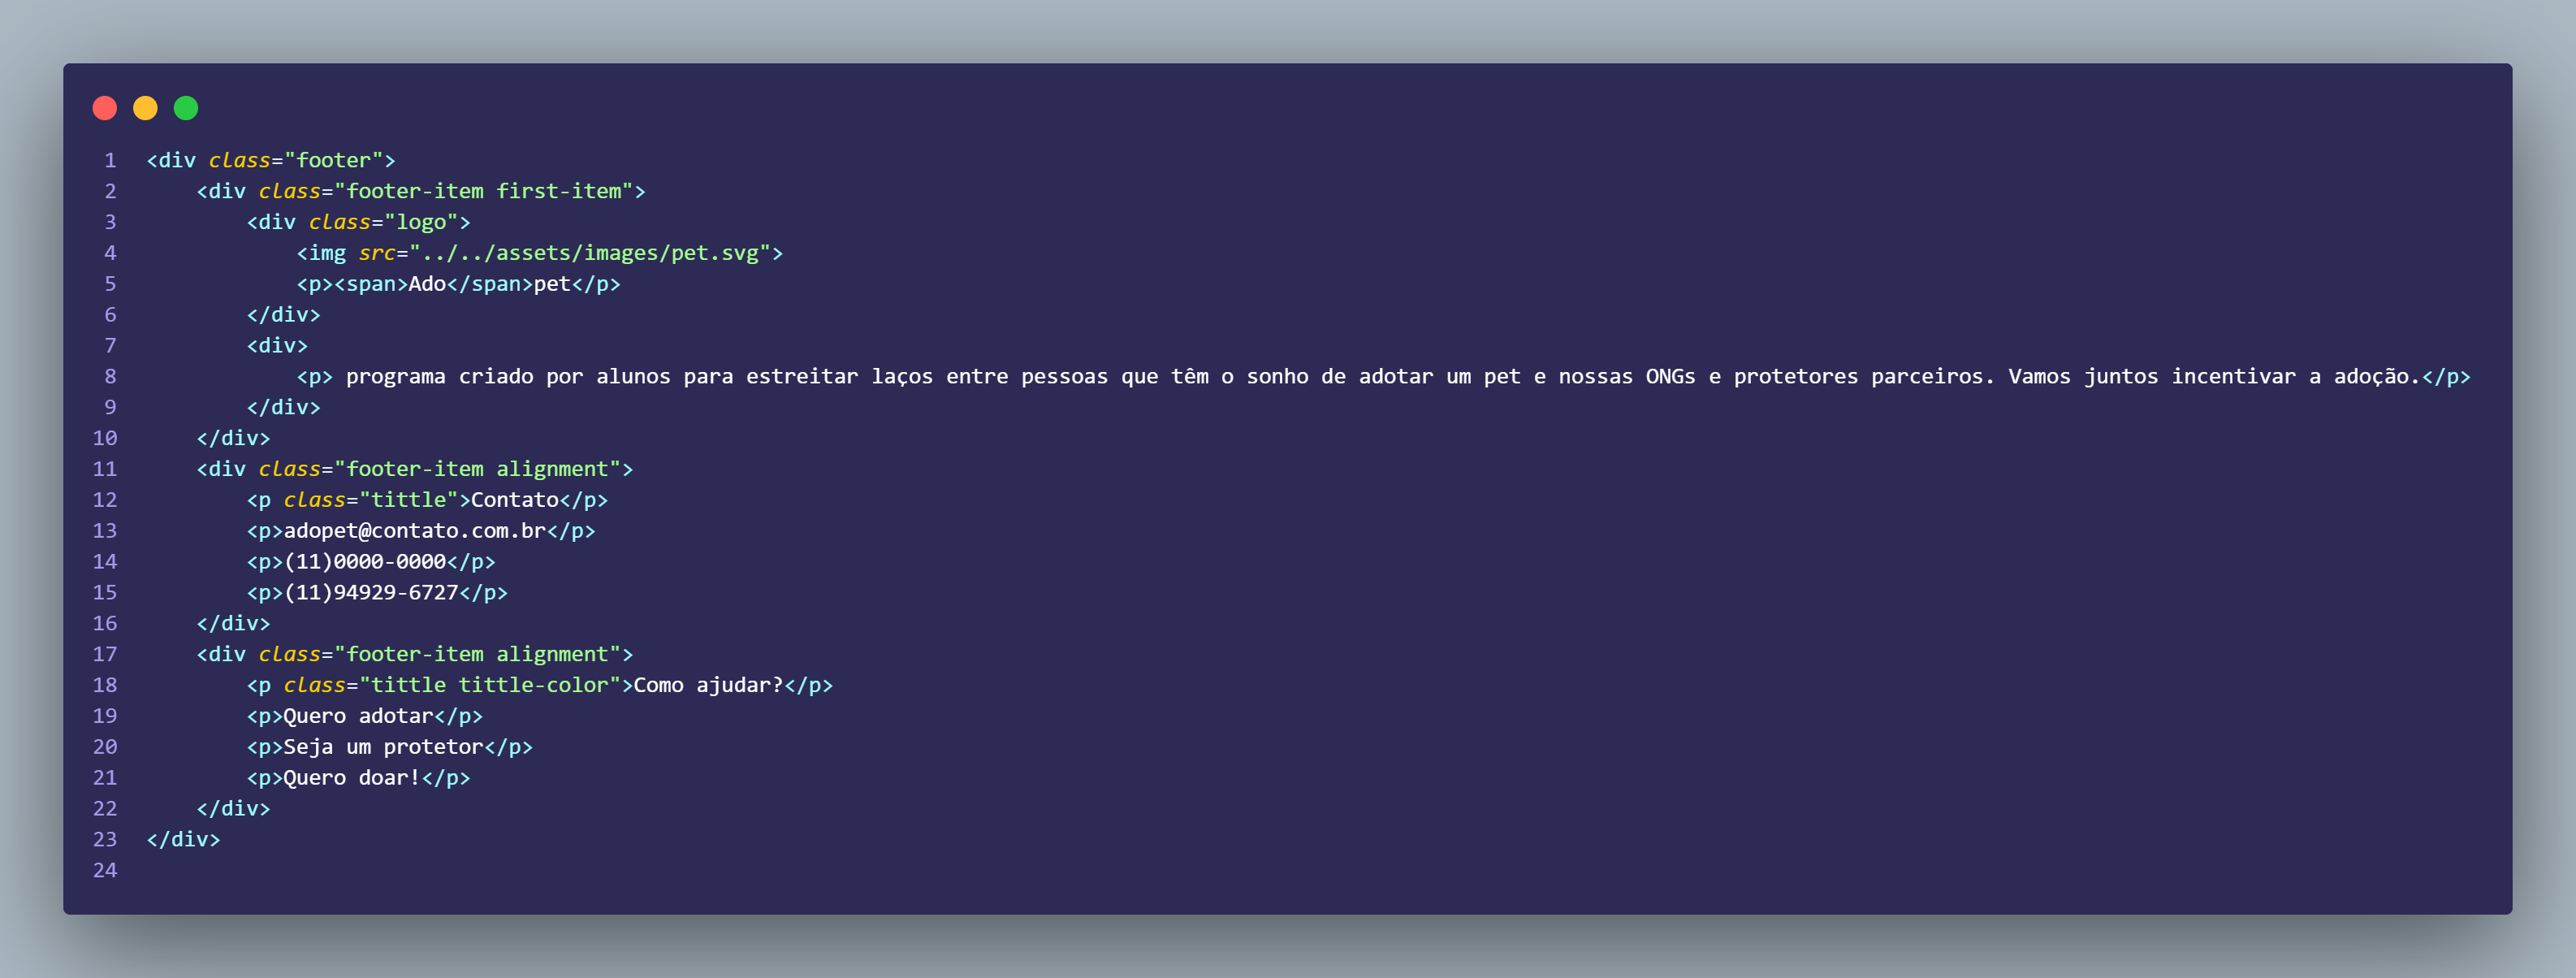 1 <div class="footer">
2     <div class="footer-item first-item">
3         <div class="logo">
4             <img src="../../assets/images/pet.svg">
5             <p><span>Ado</span>pet</p>
6         </div>
7         <div>
8             <p> programa criado por alunos para estreitar laços entre pessoas que têm o sonho de adotar um pet e nossas ONGs e protetores parceiros. Vamos juntos incentivar a adoção.</p>
9         </div>
10     </div>
11     <div class="footer-item alignment">
12         <p class="tittle">Contato</p>
13         <p>adopet@contato.com.br</p>
14         <p>(11)0000-0000</p>
15         <p>(11)94929-6727</p>
16     </div>
17     <div class="footer-item alignment">
18         <p class="tittle tittle-color">Como ajudar?</p>
19         <p>Quero adotar</p>
20         <p>Seja um protetor</p>
21         <p>Quero doar!</p>
22     </div>
23 </div>
24